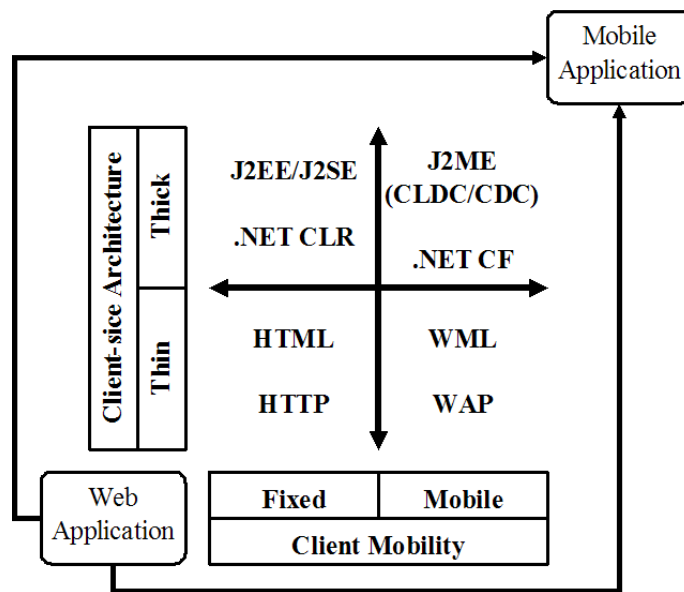 Mobile
Application
Client-sice Architecture
Thick
Thin
J2EE/J2SE
.NET CLR
J2ME
(CLDC/CDC)
.NET CF
HTML
HTTP
WML
WAP
Web
Application
Fixed
Mobile
Client Mobility